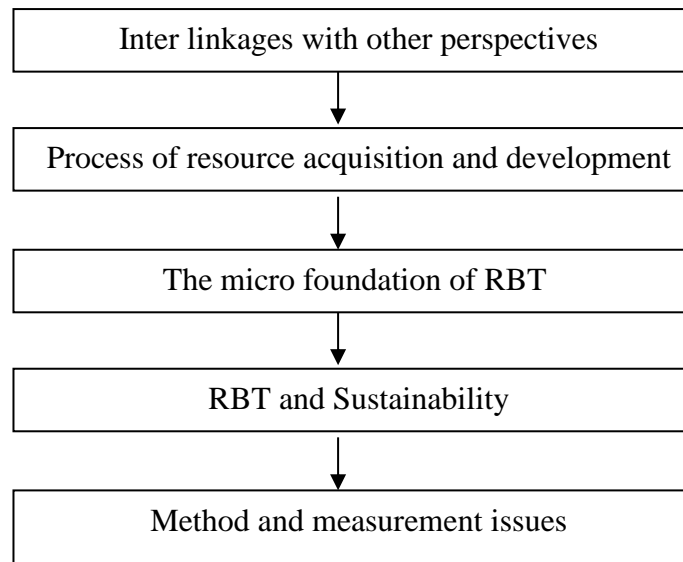 Inter linkages with other perspectives
Process of resource acquisition and development
The micro foundation of RBT
RBT and Sustainability
Method and measurement issues